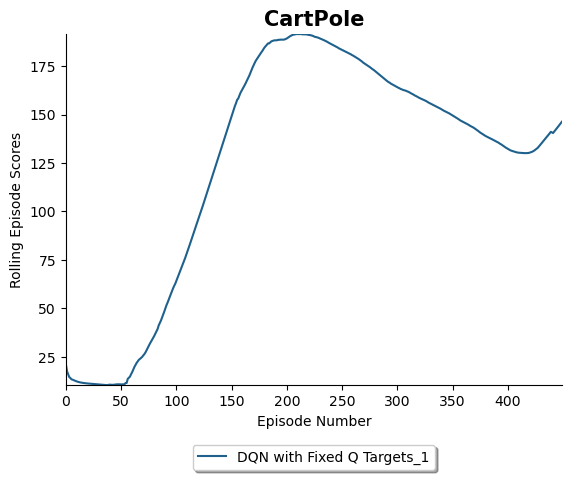 CartPole
Rolling Episode Scores
175
150
125
100
75
50
25
0 50 100 150 200 250 300 350 400
Episode Number
DQN with Fixed Q Targets_1